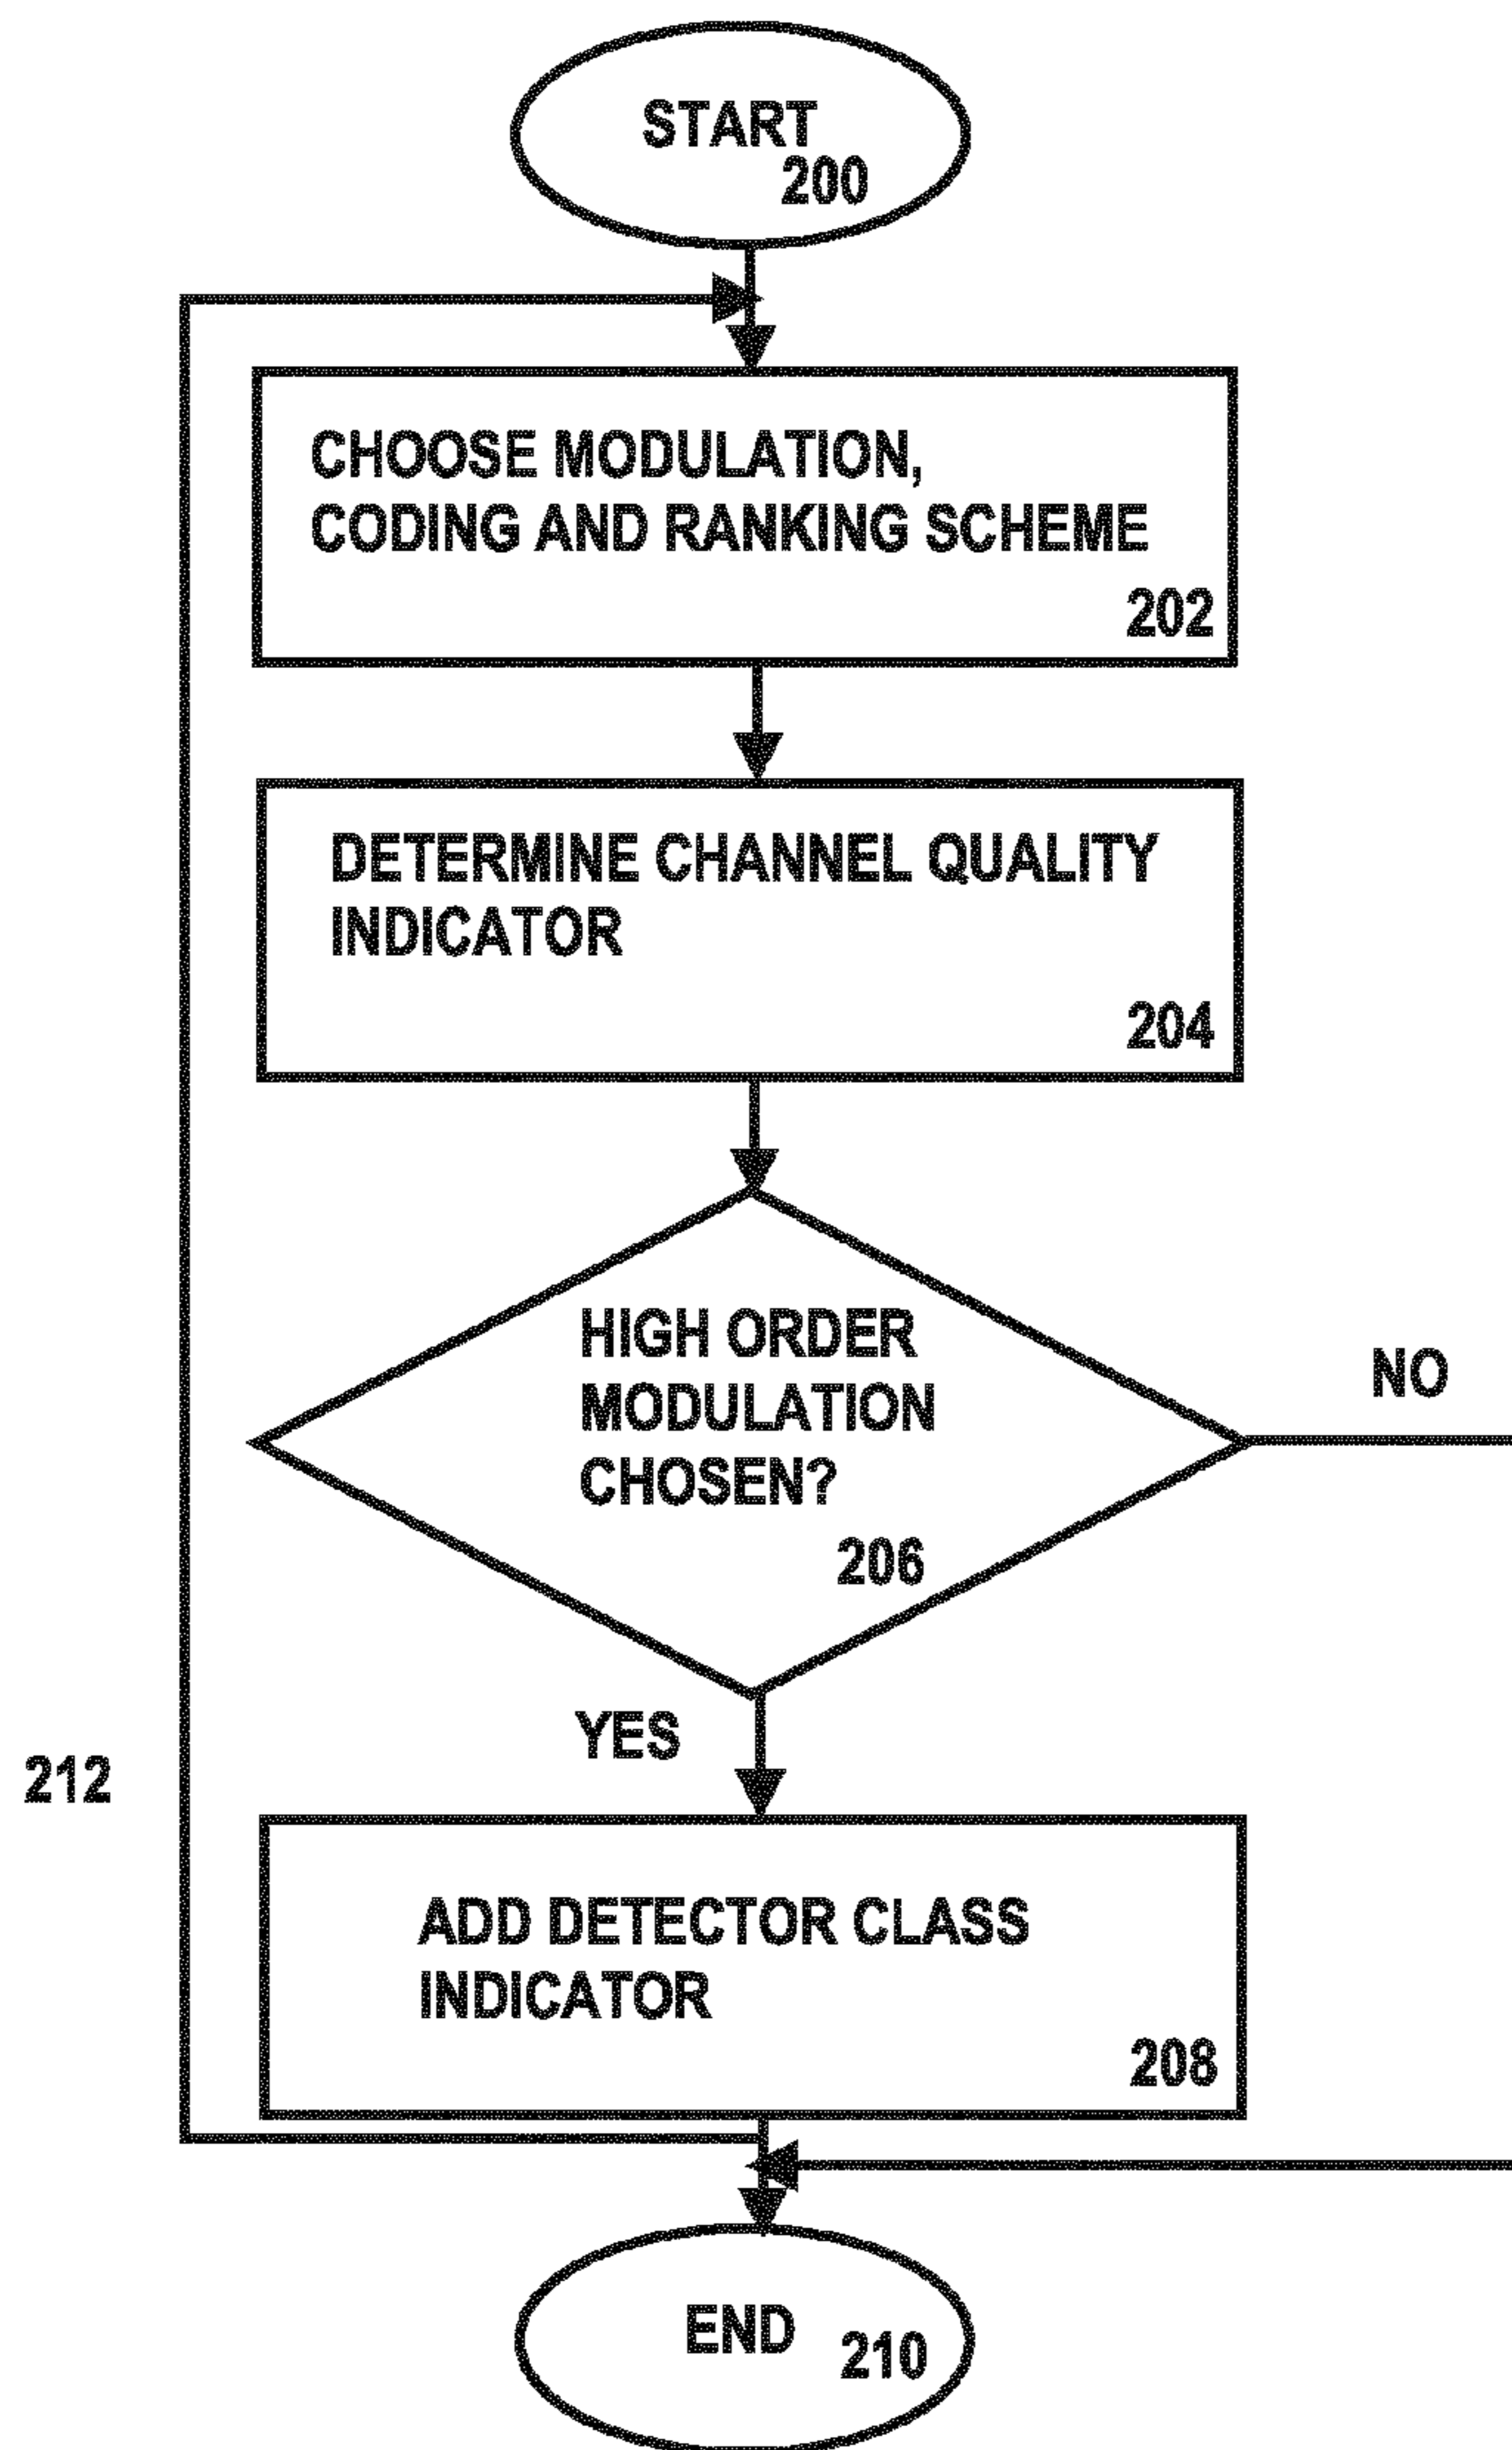 START
200
CHOOSE MODULATION,
CODING AND RANKING SCHEME
202
DETERMINE CHANNEL QUALITY
INDICATOR
204
HIGH ORDER
MODULATION
CHOSEN?
206
NO
YES
212
ADD DETECTOR CLASS
INDICATOR
208
END
210